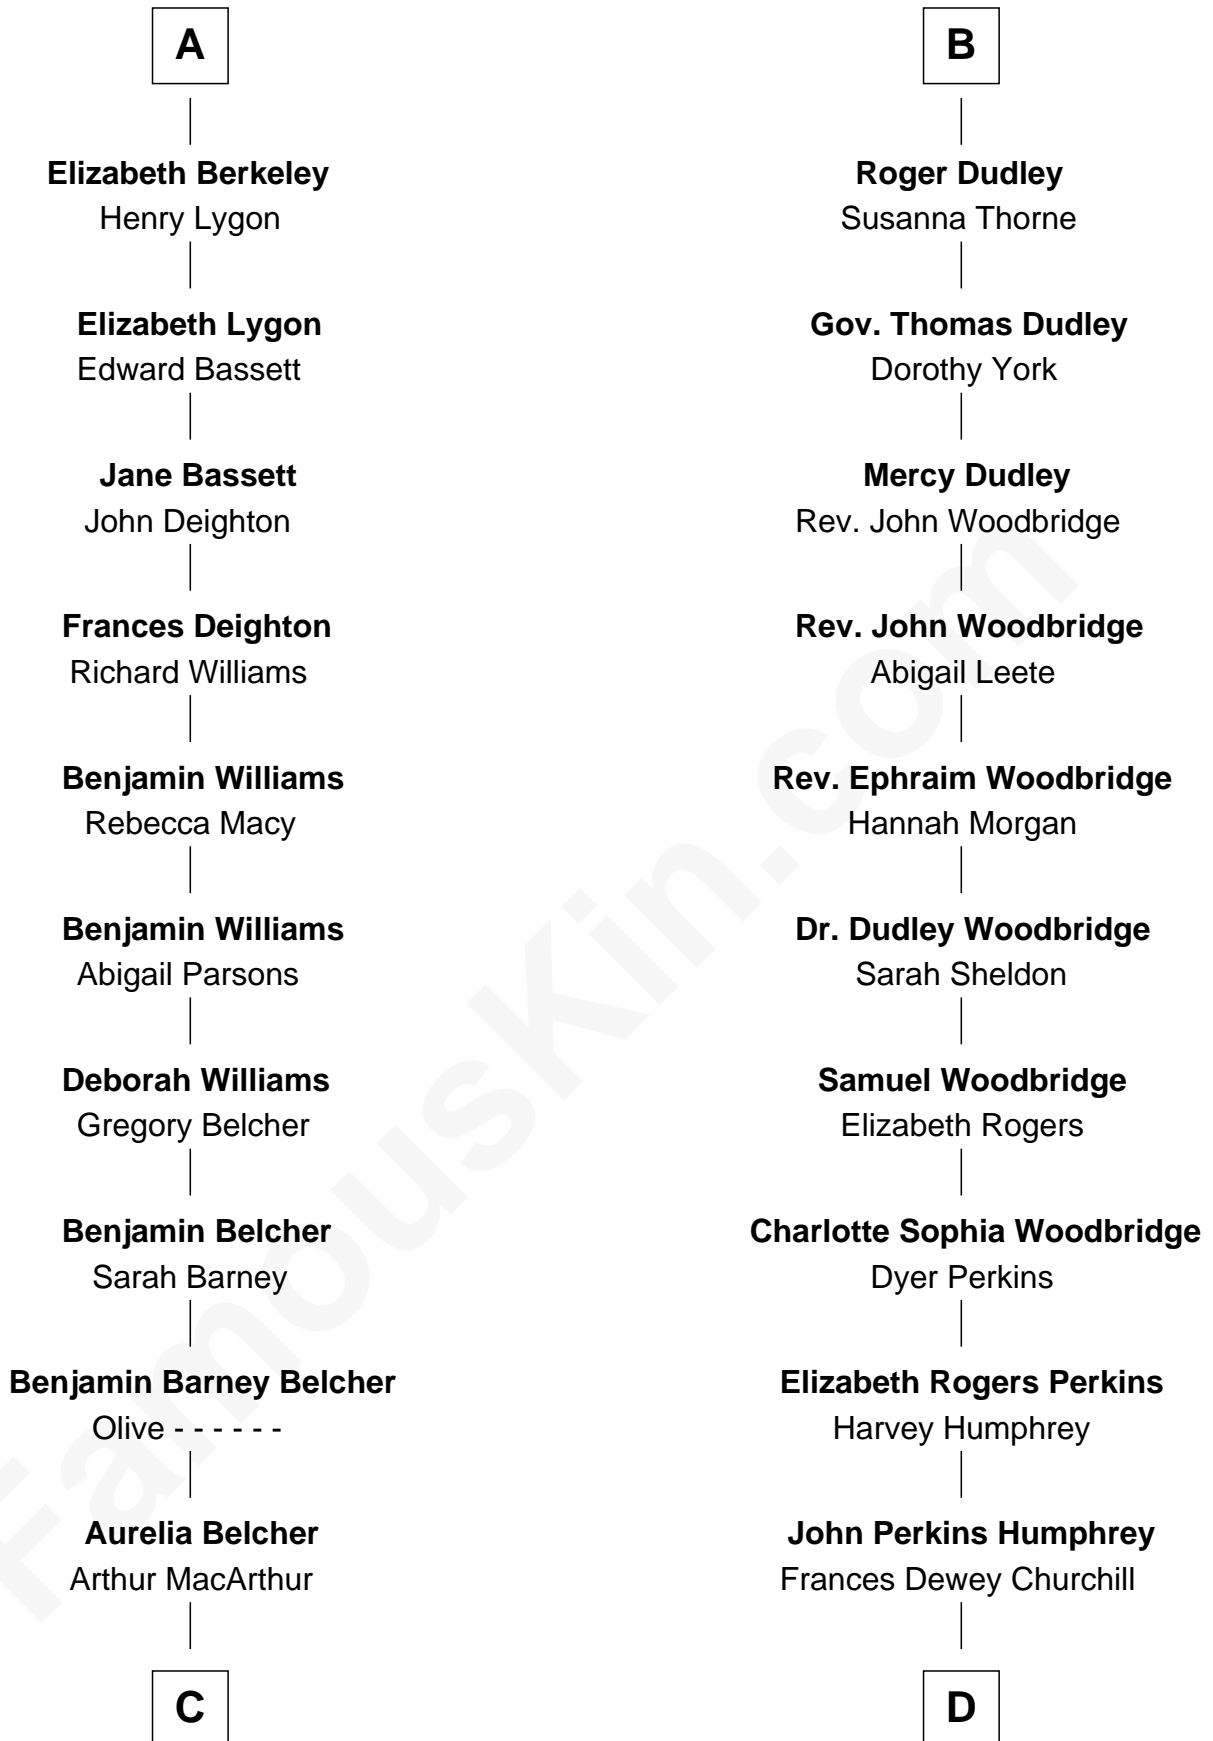 A
Elizabeth Berkeley
Henry Lygon
Elizabeth Lygon
Edward Bassett
Jane Bassett
John Deighton
Frances Deighton
Richard Williams
Benjamin Williams
Rebecca Macy
Benjamin Williams
Abigail Parsons
Deborah Williams
Gregory Belcher
Benjamin Belcher
Sarah Barney
Benjamin Barney Belcher
Olive - - - - - -
Aurelia Belcher
Arthur MacArthur
C
B
Roger Dudley
Susanna Thorne
Gov. Thomas Dudley
Dorothy York
Mercy Dudley
Rev. John Woodbridge
Rev. John Woodbridge
Abigail Leete
Rev. Ephraim Woodbridge
Hannah Morgan
Dr. Dudley Woodbridge
Sarah Sheldon
Samuel Woodbridge
Elizabeth Rogers
Charlotte Sophia Woodbridge
Dyer Perkins
Elizabeth Rogers Perkins
Harvey Humphrey
John Perkins Humphrey
Frances Dewey Churchill
D
FamousKin.com